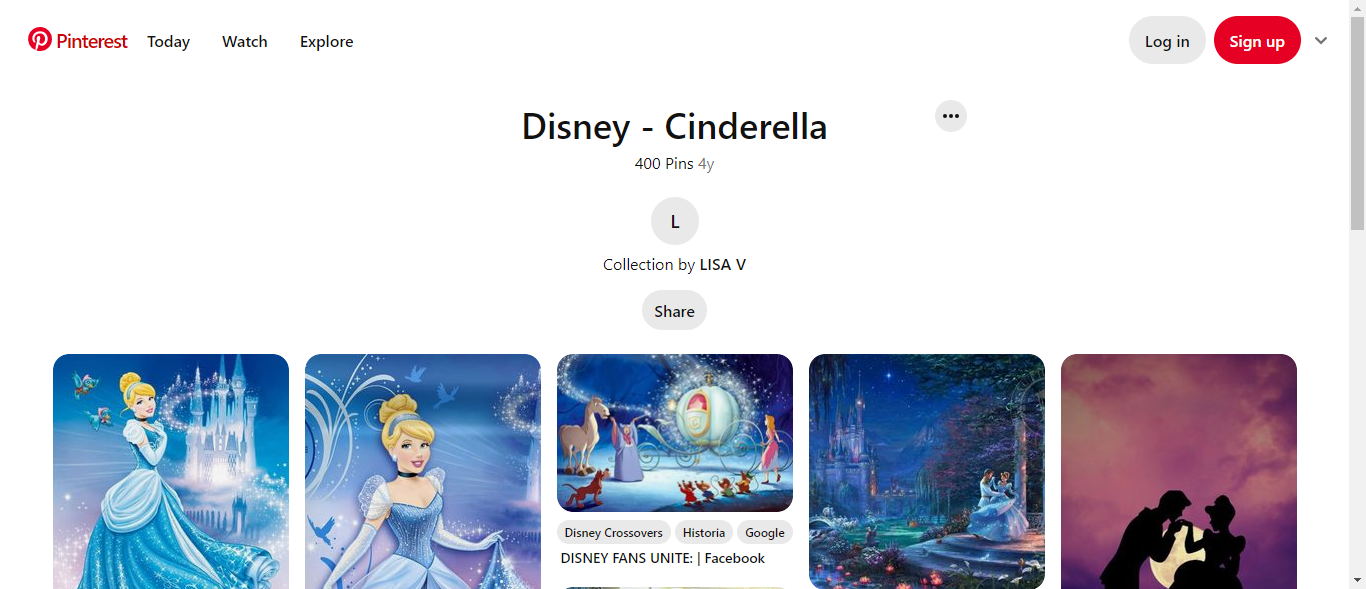 Pinterest Today Watch Explore Log in Sign up
Disney - Cinderella
400 Pins 4y
L
Collection by LISA V
Share
Disney Crossovers Historia Google
DISNEY FANS UNITE: | Facebook